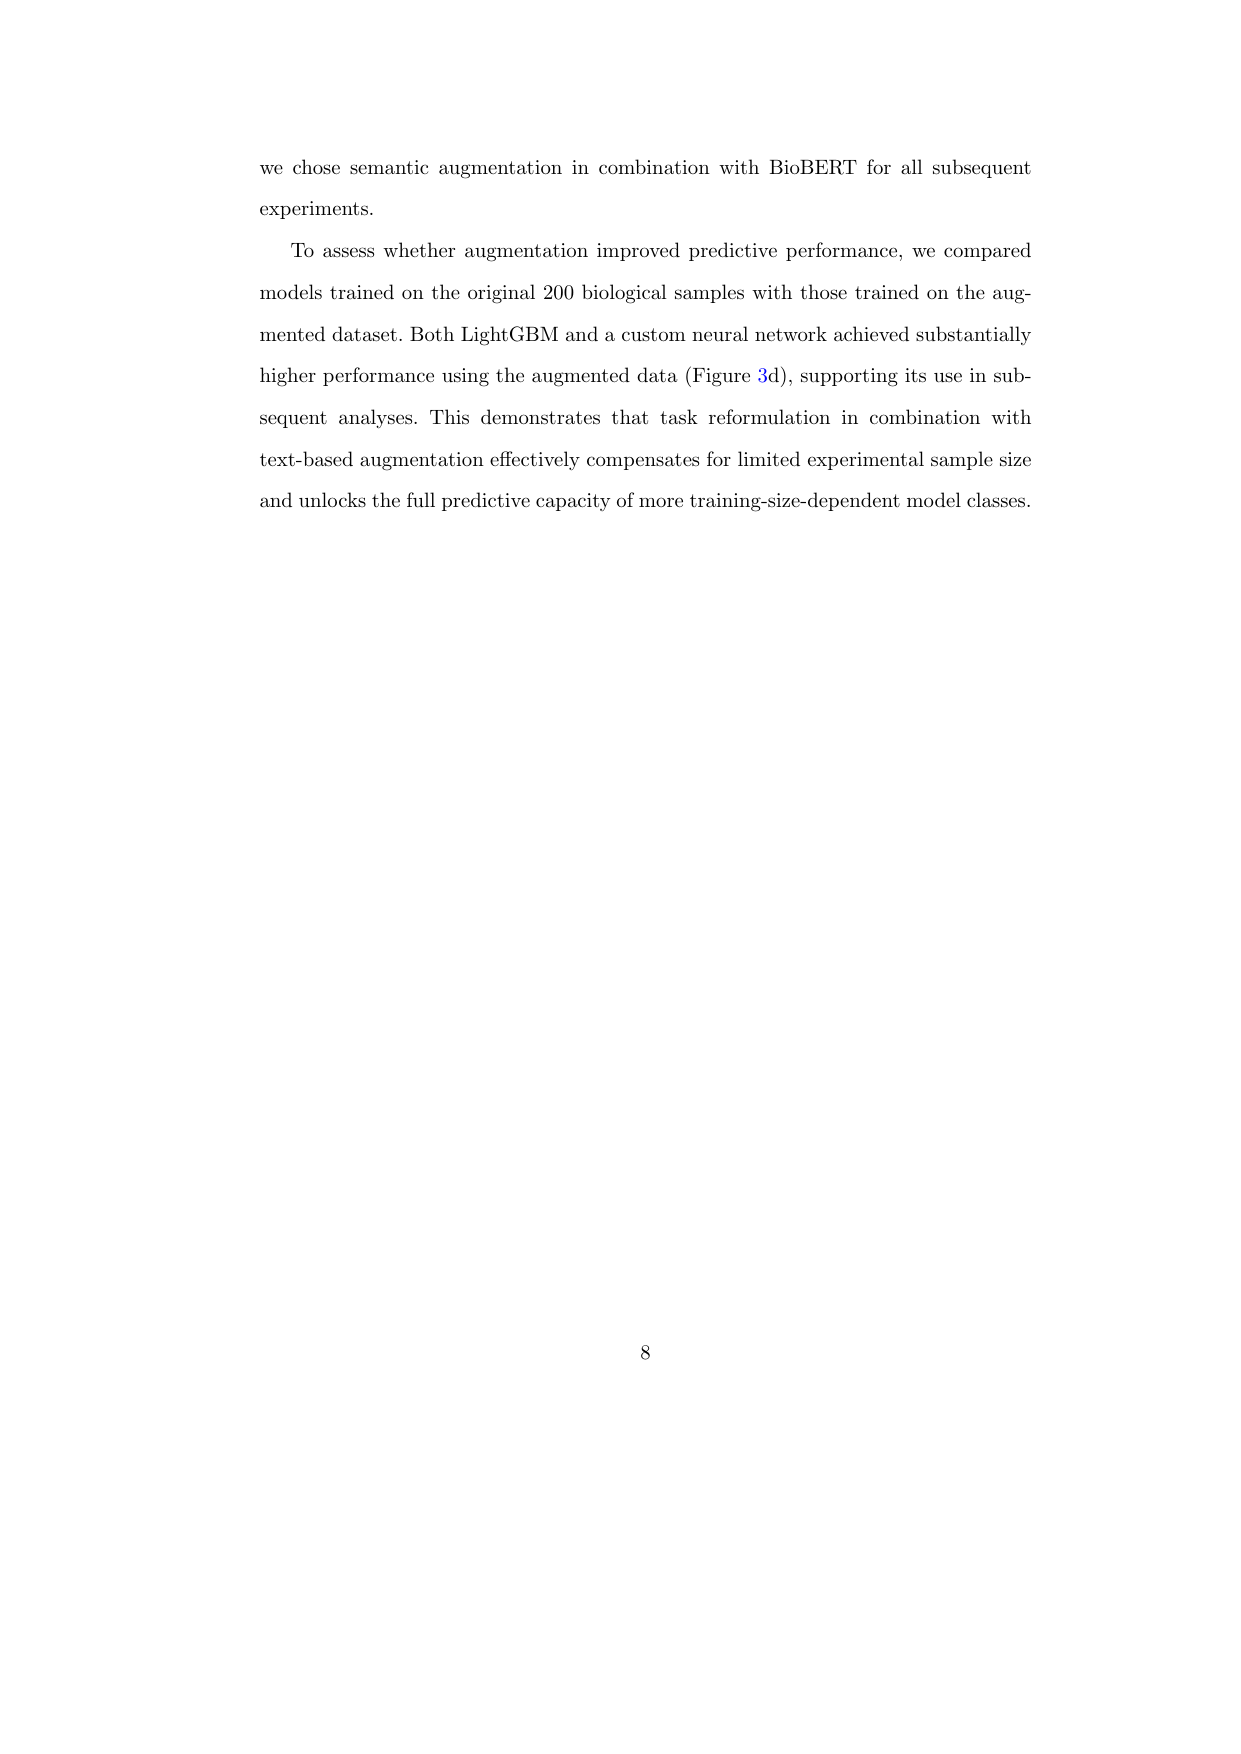 we chose semantic augmentation in combination with BioBERT for all subsequent
experiments.
To assess whether augmentation improved predictive performance, we compared
models trained on the original 200 biological samples with those trained on the aug-
mented dataset. Both LightGBM and a custom neural network achieved substantially
higher performance using the augmented data (Figure 3d), supporting its use in sub-
sequent analyses. This demonstrates that task reformulation in combination with
text-based augmentation effectively compensates for limited experimental sample size
and unlocks the full predictive capacity of more training-size-dependent model classes.
8